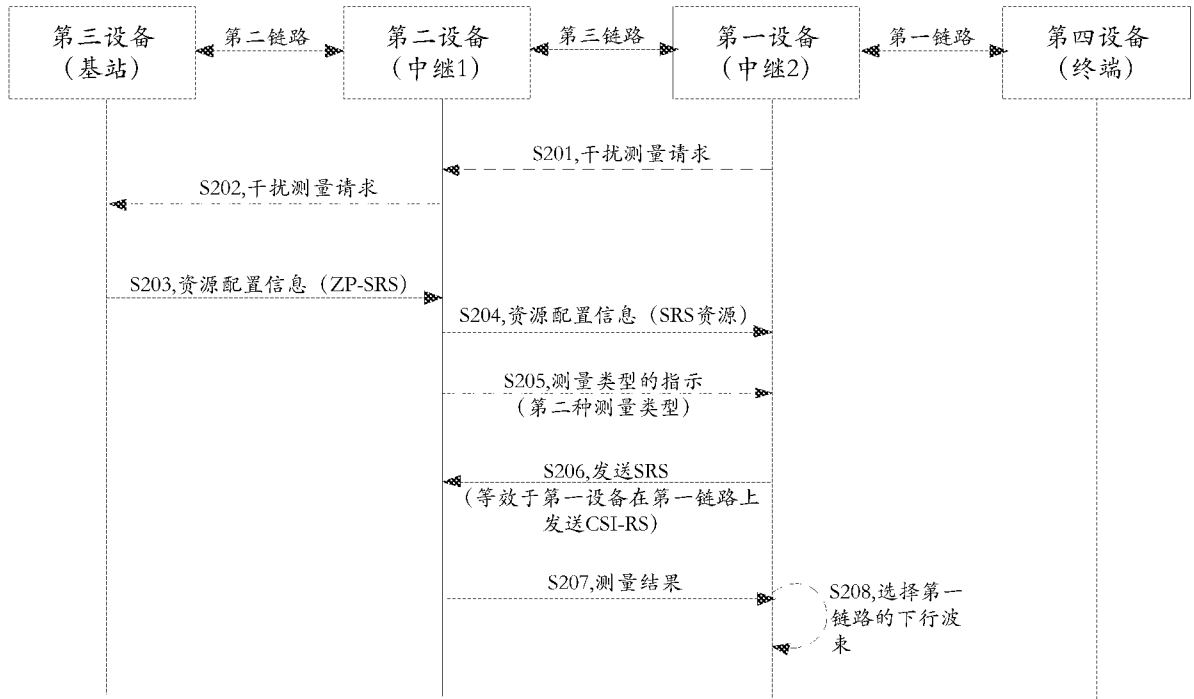 第三设备
（基站）
第二链路
第二设备
（中继1）
第三链路
第一设备
（中继2）
第一链路
第四设备
（终端）
S201,干扰测量请求
S202,干扰测量请求
S203,资源配置信息（ZP-SRS）
S204,资源配置信息（SRS资源）
S205,测量类型的指示
（第二种测量类型）
S206,发送SRS
（等效于第一设备在第一链路上
发送CSI-RS）
S207,测量结果
S208,选择第一
链路的下行波
束